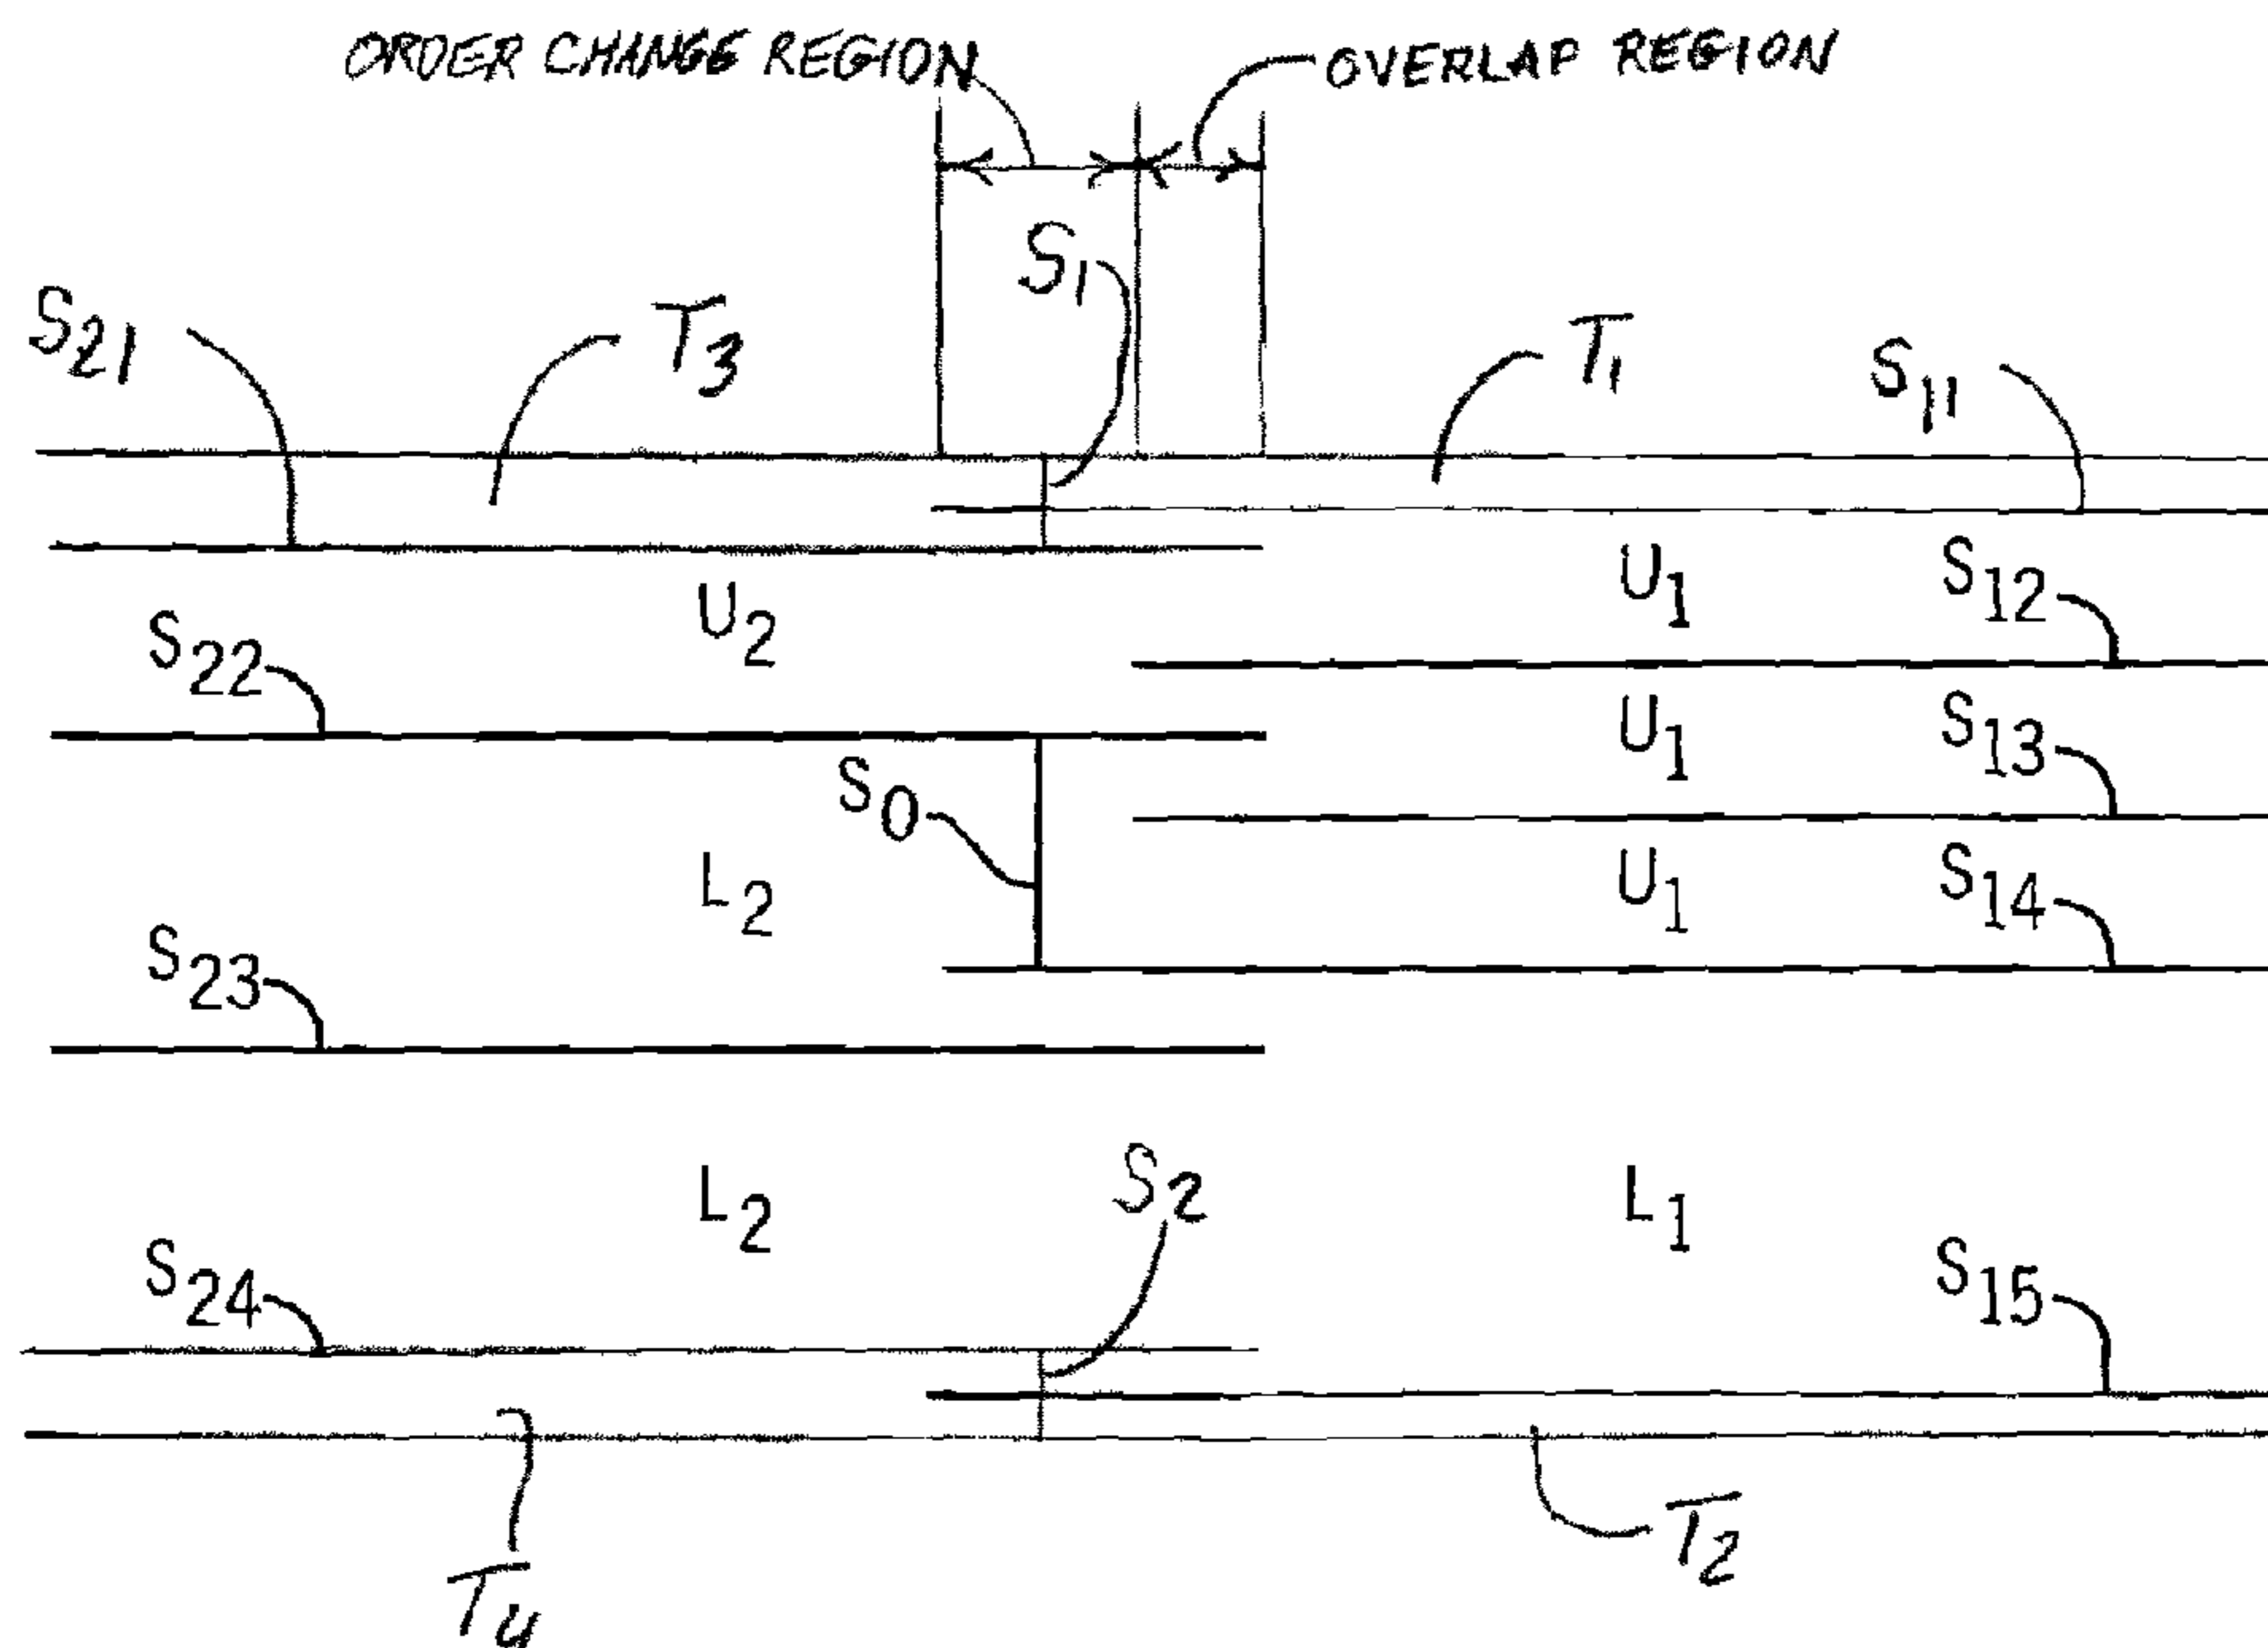 ORDER CHANGE REGION
OVERLAP REGION
S1
S21
T3
T1
S11
U2
U1
S12
S22
U1
S13
S0
L2
U1
S14
S23
L2
S2
L1
S24
S15
T4
T2